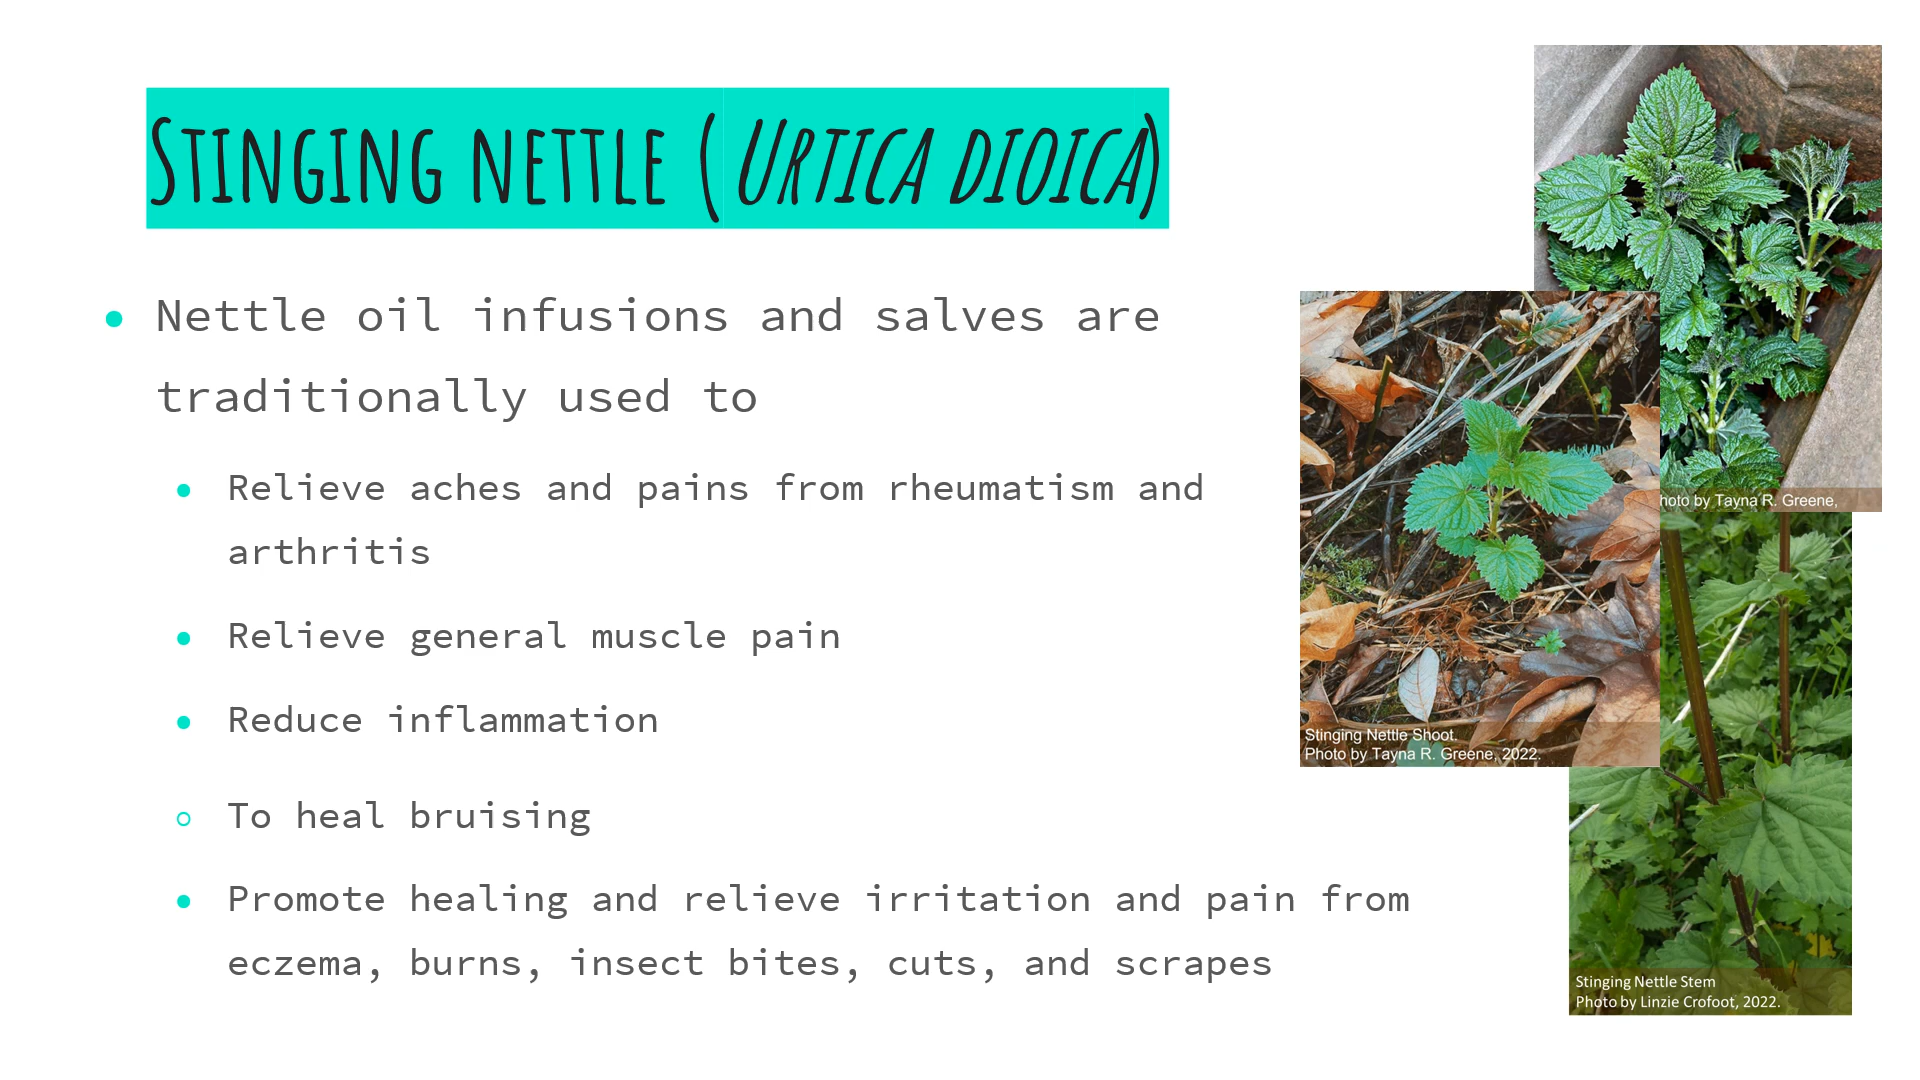 Stinging nettle (Urtica dioica)
Nettle oil infusions and salves are
traditionally used to
Relieve aches and pains from rheumatism and
arthritis
Relieve general muscle pain
Reduce inflammation
To heal bruising
Promote healing and relieve irritation and pain from
eczema, burns, insect bites, cuts, and scrapes
by Tayna R. Greene,
Stinging Nettle Shoot.
Photo by Tayna R. Greene, 2022.
Stinging Nettle Stem
Photo by Linzie Crofoot, 2022.